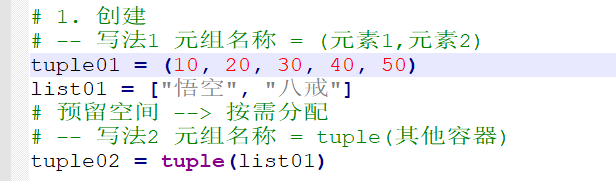 # 1. 创建
# -- 写法1 元组名称 = (元素1,元素2)
tuple01 = (10, 20, 30, 40, 50)
list01 = ["悟空", "八戒"]
# 预留空间 --> 按需分配
# -- 写法2 元组名称 = tuple(其他容器)
tuple02 = tuple(list01)